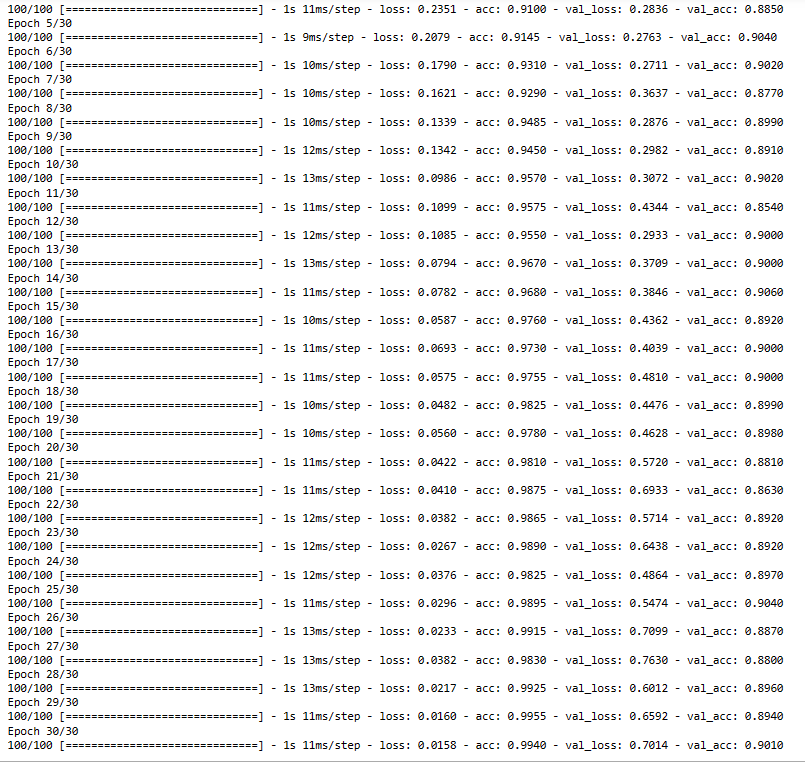 100/100 [==============================] - 1s 11ms/step - loss: 0.2351 - acc: 0.9100 - val_loss: 0.2836 - val_acc: 0.8850
Epoch 5/30
100/100 [==============================] - 1s 9ms/step - loss: 0.2079 - acc: 0.9145 - val_loss: 0.2763 - val_acc: 0.9040
Epoch 6/30
100/100 [==============================] - 1s 10ms/step - loss: 0.1790 - acc: 0.9310 - val_loss: 0.2711 - val_acc: 0.9020
Epoch 7/30
100/100 [==============================] - 1s 10ms/step - loss: 0.1621 - acc: 0.9290 - val_loss: 0.3637 - val_acc: 0.8770
Epoch 8/30
100/100 [==============================] - 1s 10ms/step - loss: 0.1339 - acc: 0.9485 - val_loss: 0.2876 - val_acc: 0.8990
Epoch 9/30
100/100 [==============================] - 1s 12ms/step - loss: 0.1342 - acc: 0.9450 - val_loss: 0.2982 - val_acc: 0.8910
Epoch 10/30
100/100 [==============================] - 1s 13ms/step - loss: 0.0986 - acc: 0.9570 - val_loss: 0.3072 - val_acc: 0.9020
Epoch 11/30
100/100 [==============================] - 1s 11ms/step - loss: 0.1099 - acc: 0.9575 - val_loss: 0.4344 - val_acc: 0.8540
Epoch 12/30
100/100 [==============================] - 1s 12ms/step - loss: 0.1085 - acc: 0.9550 - val_loss: 0.2933 - val_acc: 0.9000
Epoch 13/30
100/100 [==============================] - 1s 13ms/step - loss: 0.0794 - acc: 0.9670 - val_loss: 0.3709 - val_acc: 0.9000
Epoch 14/30
100/100 [==============================] - 1s 11ms/step - loss: 0.0782 - acc: 0.9680 - val_loss: 0.3846 - val_acc: 0.9060
Epoch 15/30
100/100 [==============================] - 1s 10ms/step - loss: 0.0587 - acc: 0.9760 - val_loss: 0.4362 - val_acc: 0.8920
Epoch 16/30
100/100 [==============================] - 1s 11ms/step - loss: 0.0693 - acc: 0.9730 - val_loss: 0.4039 - val_acc: 0.9000
Epoch 17/30
100/100 [==============================] - 1s 11ms/step - loss: 0.0575 - acc: 0.9755 - val_loss: 0.4810 - val_acc: 0.9000
Epoch 18/30
100/100 [==============================] - 1s 10ms/step - loss: 0.0482 - acc: 0.9825 - val_loss: 0.4476 - val_acc: 0.8990
Epoch 19/30
100/100 [==============================] - 1s 10ms/step - loss: 0.0560 - acc: 0.9780 - val_loss: 0.4628 - val_acc: 0.8980
Epoch 20/30
100/100 [==============================] - 1s 11ms/step - loss: 0.0422 - acc: 0.9810 - val_loss: 0.5720 - val_acc: 0.8810
Epoch 21/30
100/100 [==============================] - 1s 11ms/step - loss: 0.0410 - acc: 0.9875 - val_loss: 0.6933 - val_acc: 0.8630
Epoch 22/30
100/100 [==============================] - 1s 12ms/step - loss: 0.0382 - acc: 0.9865 - val_loss: 0.5714 - val_acc: 0.8920
Epoch 23/30
100/100 [==============================] - 1s 12ms/step - loss: 0.0267 - acc: 0.9890 - val_loss: 0.6438 - val_acc: 0.8920
Epoch 24/30
100/100 [==============================] - 1s 12ms/step - loss: 0.0376 - acc: 0.9825 - val_loss: 0.4864 - val_acc: 0.8970
Epoch 25/30
100/100 [==============================] - 1s 11ms/step - loss: 0.0296 - acc: 0.9895 - val_loss: 0.5474 - val_acc: 0.9040
Epoch 26/30
100/100 [==============================] - 1s 13ms/step - loss: 0.0233 - acc: 0.9915 - val_loss: 0.7099 - val_acc: 0.8870
Epoch 27/30
100/100 [==============================] - 1s 13ms/step - loss: 0.0382 - acc: 0.9830 - val_loss: 0.7630 - val_acc: 0.8800
Epoch 28/30
100/100 [==============================] - 1s 13ms/step - loss: 0.0217 - acc: 0.9925 - val_loss: 0.6012 - val_acc: 0.8960
Epoch 29/30
100/100 [==============================] - 1s 11ms/step - loss: 0.0160 - acc: 0.9955 - val_loss: 0.6592 - val_acc: 0.8940
Epoch 30/30
100/100 [==============================] - 1s 12ms/step - loss: 0.0158 - acc: 0.9940 - val_loss: 0.7014 - val_acc: 0.9010